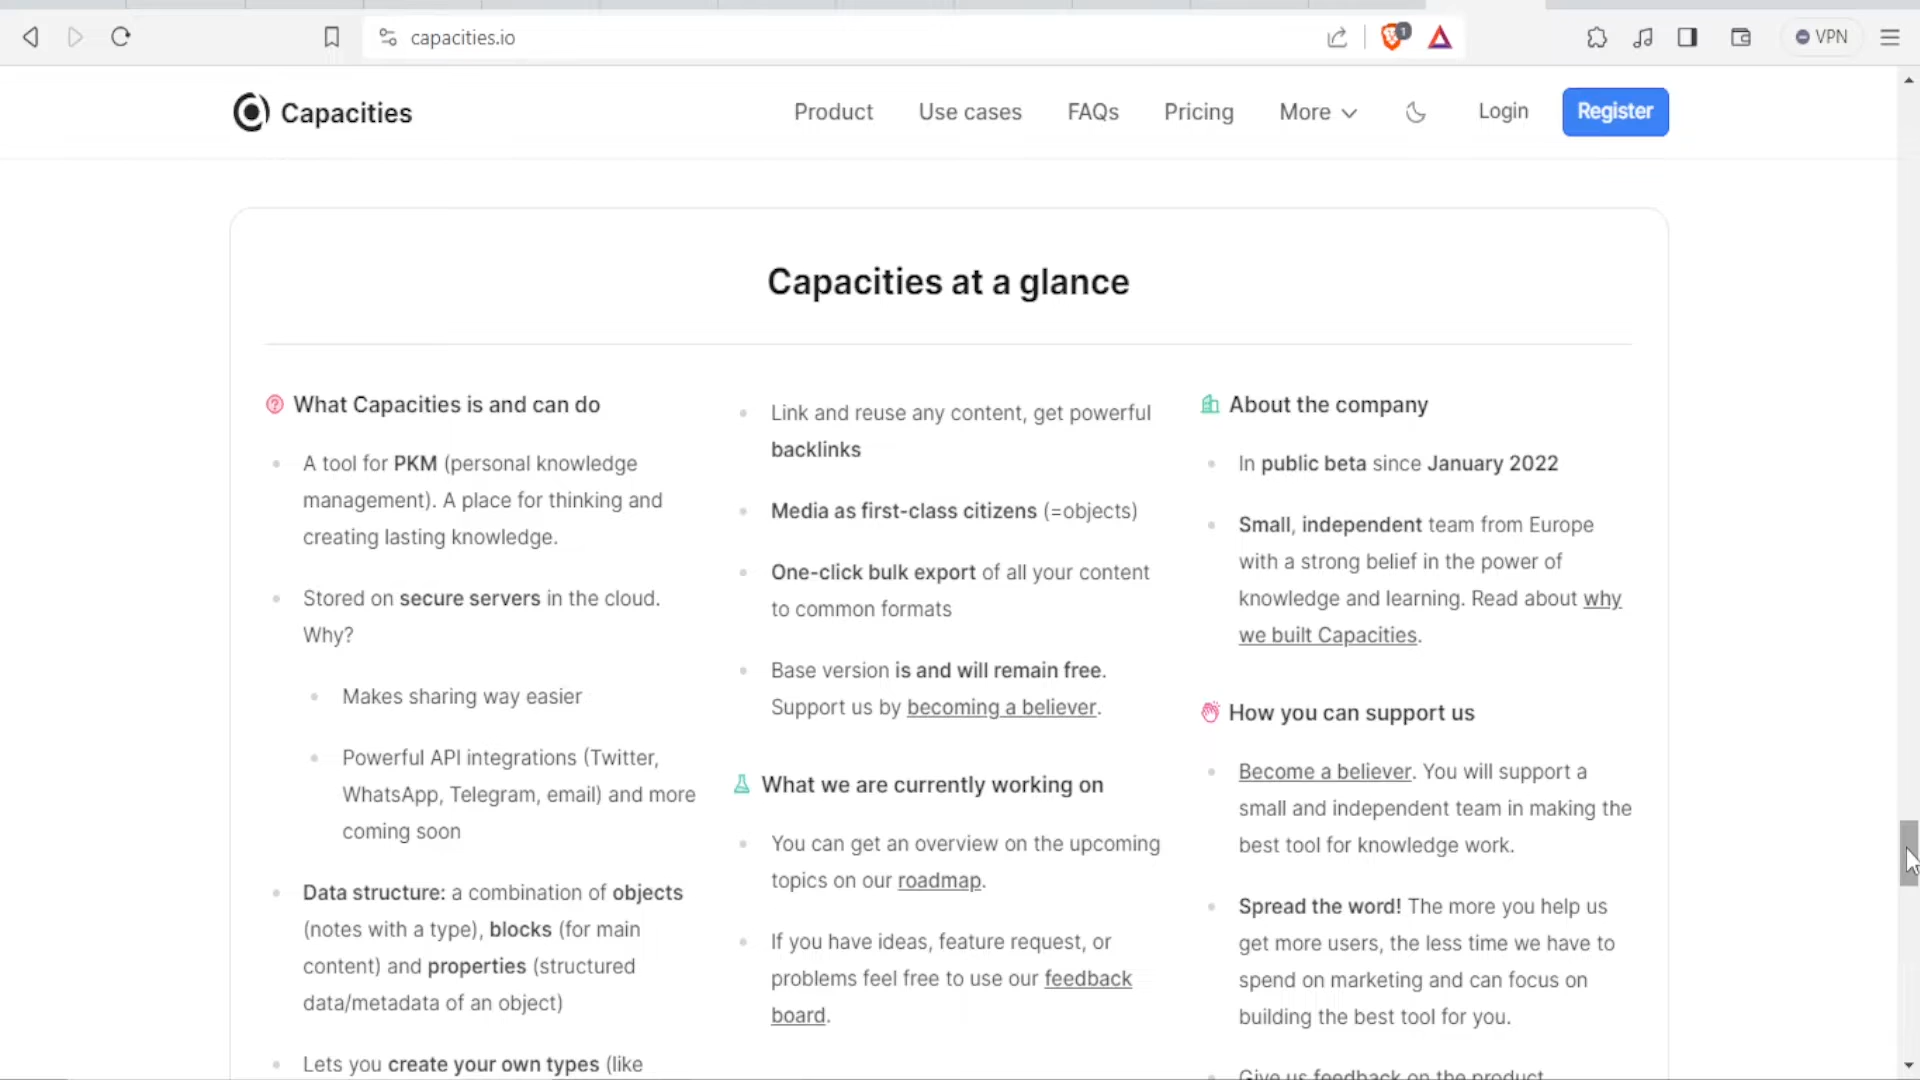 capacities.io
1
VPN
Capacities
Product
Use cases
FAQs
Pricing
More
Login
Register
Capacities at a glance
What Capacities is and can do
A tool for PKM (personal knowledge
management). A place for thinking and
creating lasting knowledge.
Stored on secure servers in the cloud.
Why?
Makes sharing way easier
Powerful API integrations (Twitter,
WhatsApp, Telegram, email) and more
coming soon
Data structure: a combination of objects
(notes with a type), blocks (for main
content) and properties (structured
data/metadata of an object)
Lets you create your own types (like
Link and reuse any content, get powerful
backlinks
Media as first-class citizens (=objects)
One-click bulk export of all your content
to common formats
Base version is and will remain free.
Support us by becoming a believer.
What we are currently working on
You can get an overview on the upcoming
topics on our roadmap.
If you have ideas, feature request, or
problems feel free to use our feedback
board.
About the company
In public beta since January 2022
Small, independent team from Europe
with a strong belief in the power of
knowledge and learning. Read about why
we built Capacities.
How you can support us
Become a believer. You will support a
small and independent team in making the
best tool for knowledge work.
Spread the word! The more you help us
get more users, the less time we have to
spend on marketing and can focus on
building the best tool for you.
Give us feedback on the product